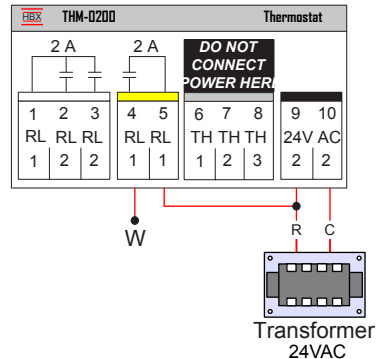 HBX THM-0200 Thermostat
2 A 2 A DO NOT
CONNECT
POWER HERE
1 2 3 4 5 6 7 8 9 10
RL RL RL RL RL TH TH TH 24V AC
1 2 2 1 1 1 2 3 2 2
W R C
Transformer
24VAC